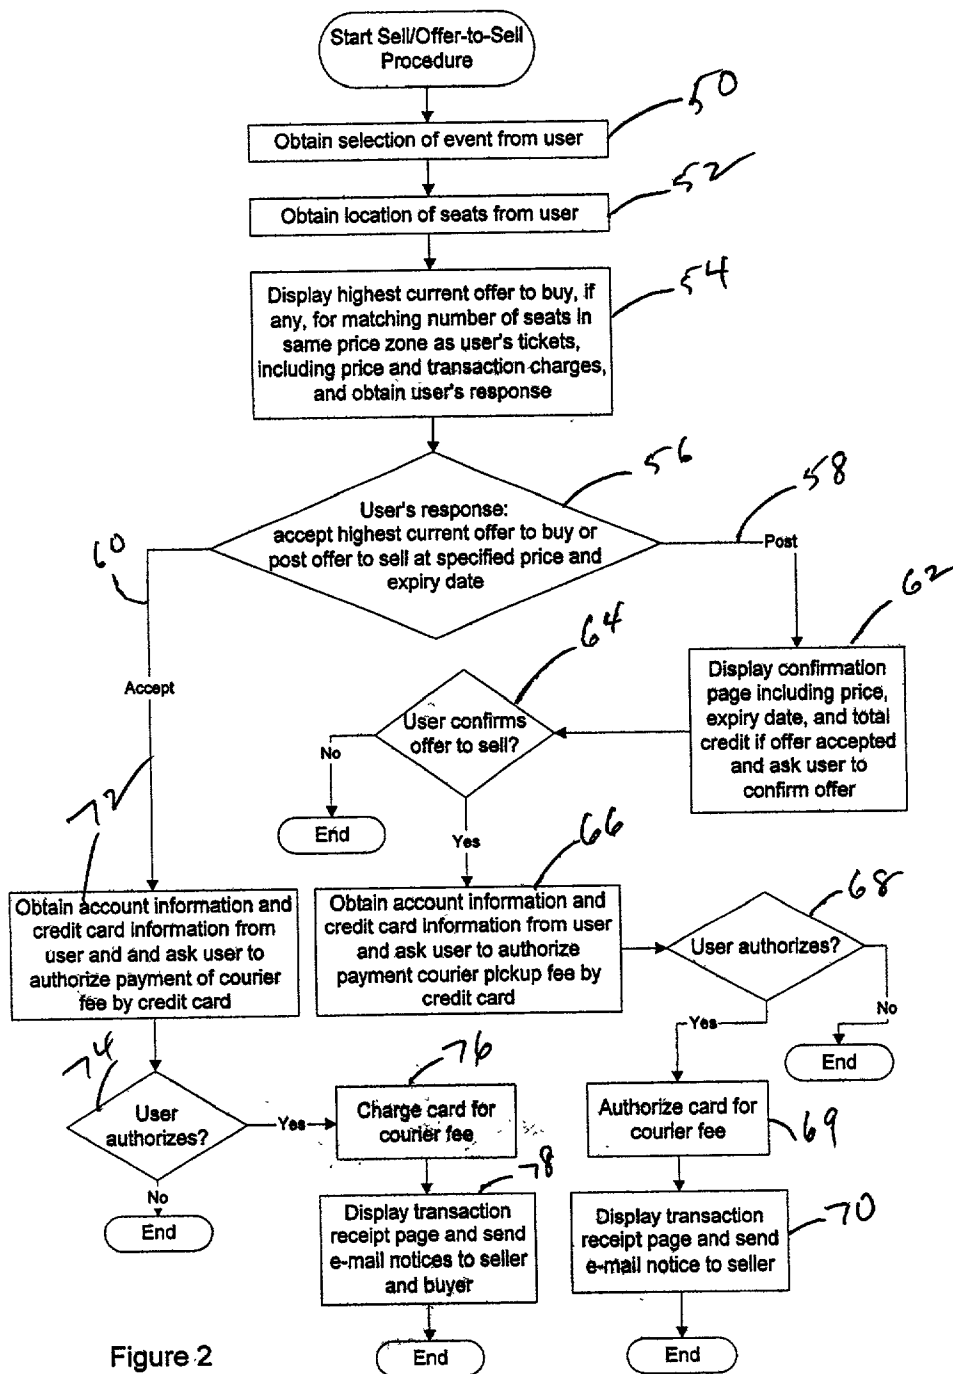 Start Sell/Offer-to-Sell
Procedure
50
Obtain selection of event from user
52
Obtain location of seats from user
54
Display highest current offer to buy, if
any, for matching number of seats in
same price zone as user's tickets,
including price and transaction charges,
and obtain user's response
56
58
User's response:
accept highest current offer to buy or
post offer to sell at specified price and
expiry date
Post
60
62
64
Accept
Display confirmation
page including price,
expiry date, and total
credit if offer accepted
and ask user to
confirm offer
User confirms
offer to sell?
No
End
Yes
72
66
68
Obtain account information and
credit card information from
user and and ask user to
authorize payment of courier
fee by credit card
Obtain account information and
credit card information from user
and ask user to authorize
payment courier pickup fee by
credit card
User authorizes?
No
End
Yes
74
76
User
authorizes?
Yes
Charge card for
courier fee
Authorize card for
courier fee
69
No
End
78
70
Display transaction
receipt page and send
e-mail notices to seller
and buyer
Display transaction
receipt page and send
e-mail notice to seller
End
End
Figure 2